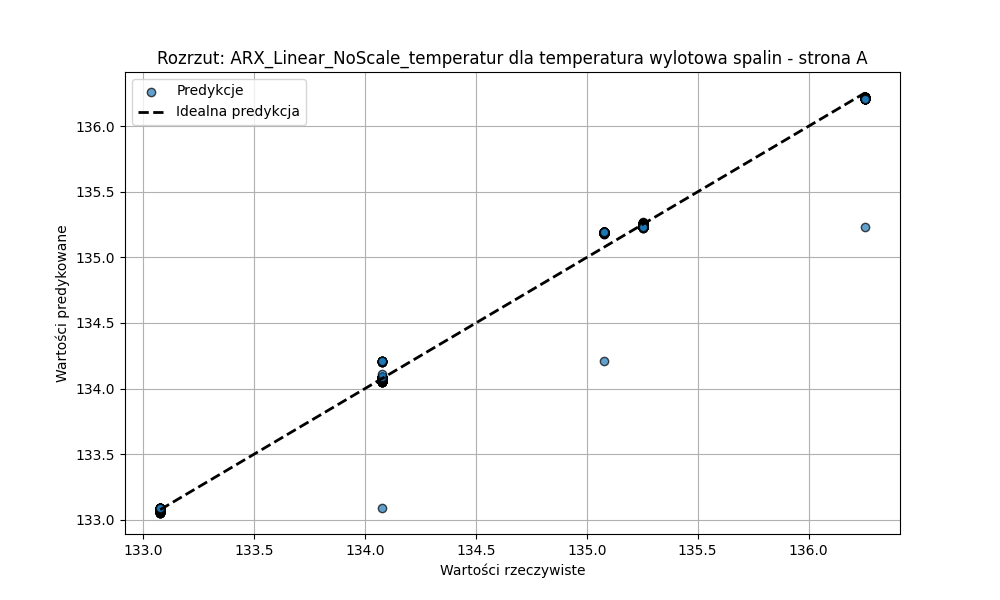 Rozrzut: ARX_Linear_NoScale_temperatur dla temperatura wylotowa spalin - strona A
Predykcje
Idealna predykcja
Wartości predykowane
136.0
135.5
135.0
134.5
134.0
133.5
133.0
133.0 133.5 134.0 134.5 135.0 135.5 136.0
Wartości rzeczywiste